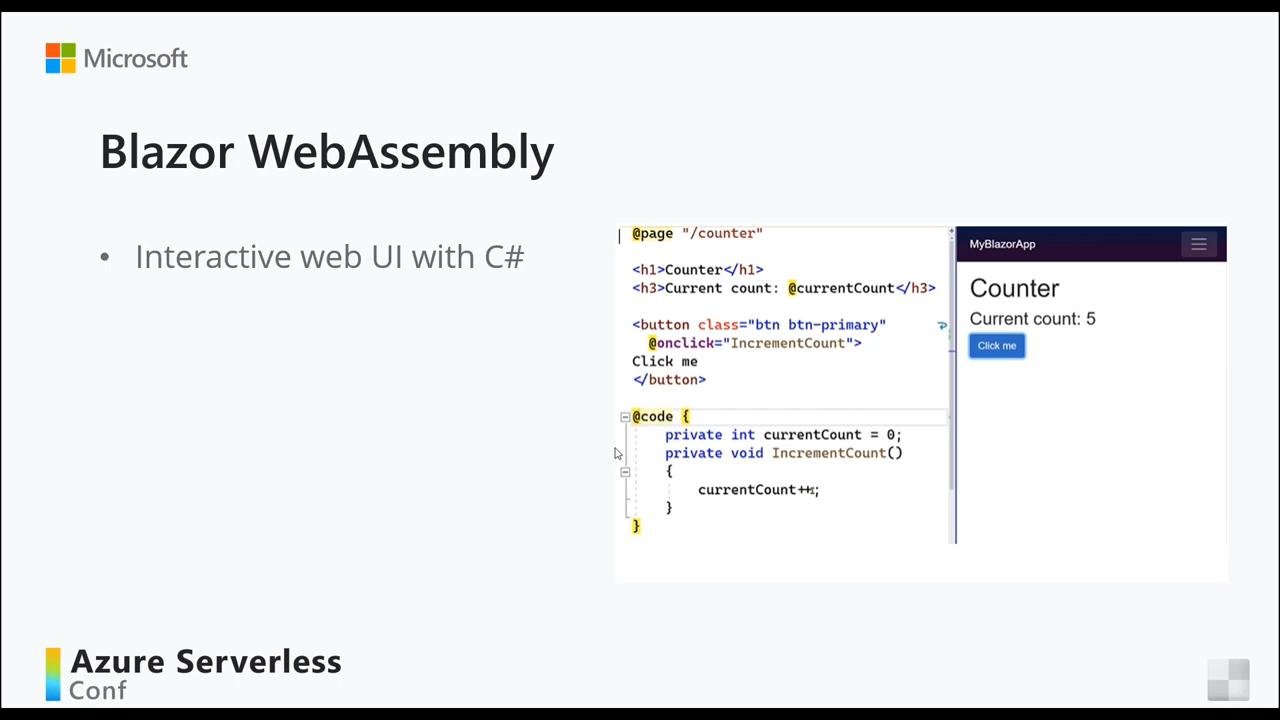 Microsoft
Blazor WebAssembly
• Interactive web UI with C#
@page "/counter"
<h1>Counter</h1>
<h3>Current count: @currentCount</h3>
<button class="btn btn-primary"
@onclick="IncrementCount">
Click me
</button>
@code {
private int currentCount = 0;
private void IncrementCount()
{
currentCount++;
}
}
MyBlazorApp
Counter
Current count: 5
Click me
Azure Serverless
Conf